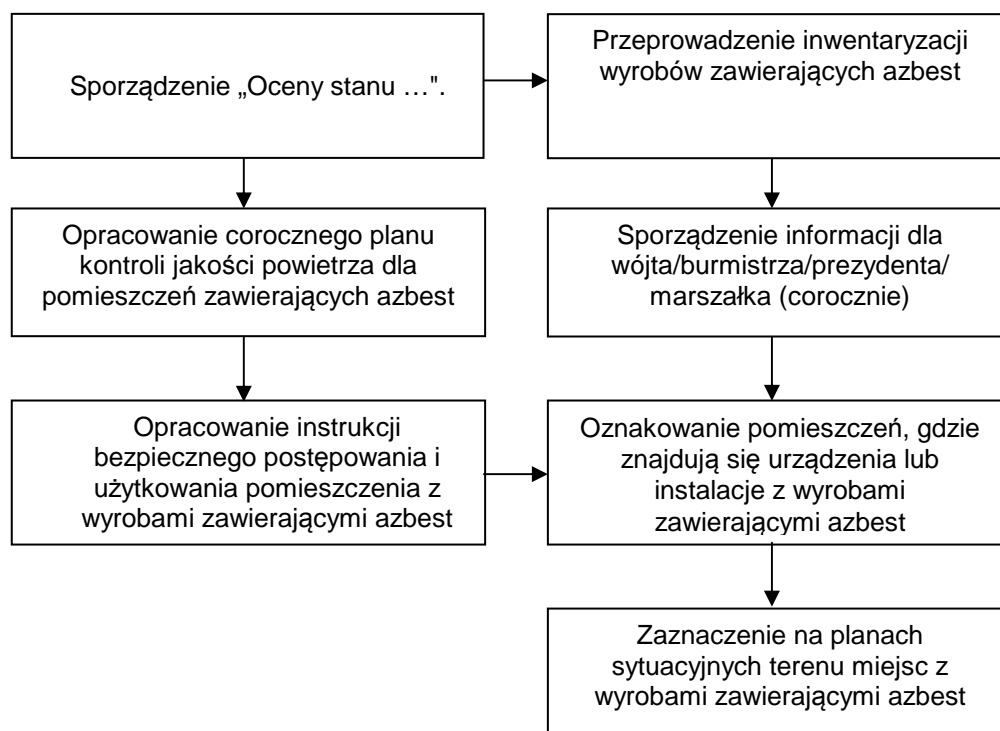 Sporządzenie „Oceny stanu …".
Przeprowadzenie inwentaryzacji
wyrobów zawierających azbest
Opracowanie corocznego planu
kontroli jakości powietrza dla
pomieszczeń zawierających azbest
Sporządzenie informacji dla
wójta/burmistrza/prezydenta/
marszałka (corocznie)
Opracowanie instrukcji
bezpiecznego postępowania i
użytkowania pomieszczenia z
wyrobami zawierającymi azbest
Oznakowanie pomieszczeń, gdzie
znajdują się urządzenia lub
instalacje z wyrobami
zawierającymi azbest
Zaznaczenie na planach
sytuacyjnych terenu miejsc z
wyrobami zawierającymi azbest